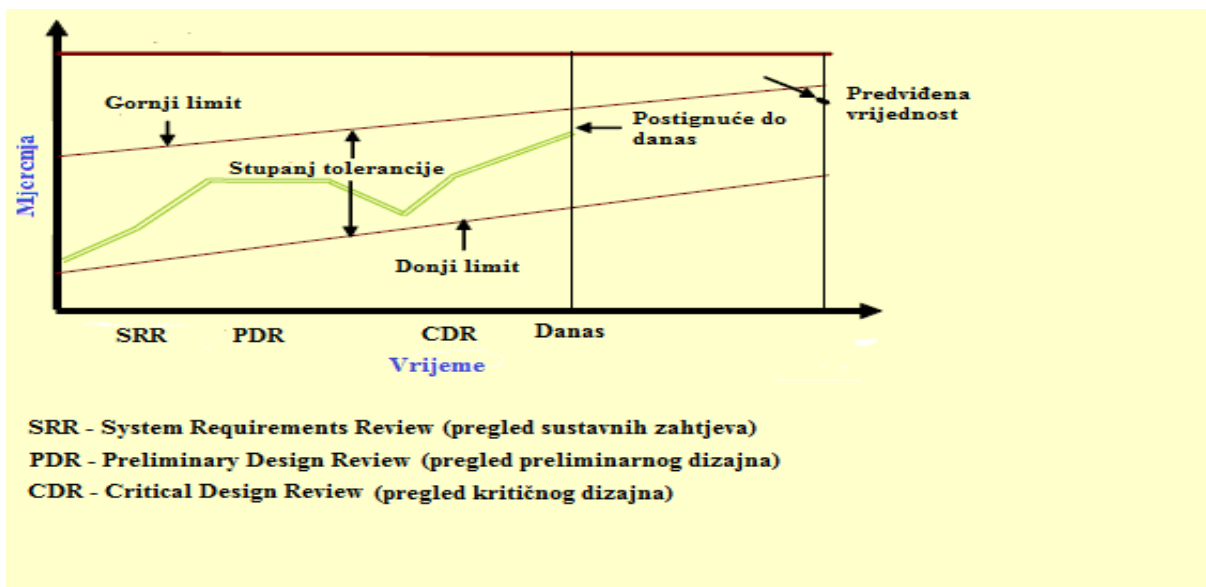 Gornji limit
Predviđena
vrijednost
Postignuće do
danas
Stupanj tolerancije
Mjerenja
Donji limit
SRR
PDR
CDR
Danas
Vrijeme
SRR - System Requirements Review (pregled sustavnih zahtjeva)
PDR - Preliminary Design Review (pregled preliminarnog dizajna)
CDR - Critical Design Review (pregled kritičnog dizajna)